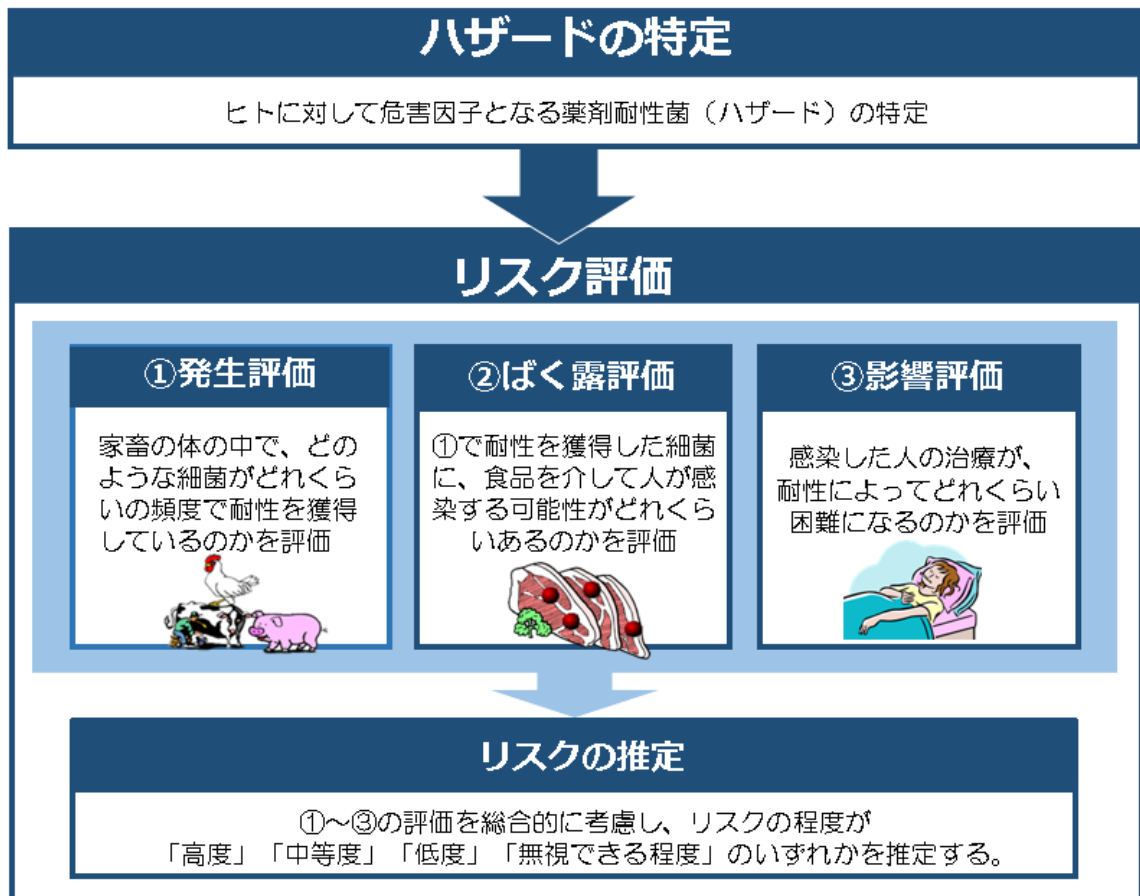 ハザードの特定
ヒトに対して危害因子となる薬剤耐性菌（ハザード）の特定
リスク評価
①発生評価
家畜の体の中で、どの
ような細菌がどれくら
いの頻度で耐性を獲得
しているのかを評価
②ばく露評価
①で耐性を獲得した細菌
に、食品を介して人が感
染する可能性がどれくら
いあるのかを評価
③影響評価
感染した人の治療が、
耐性によってどれくらい
困難になるのかを評価
リスクの推定
①～③の評価を総合的に考慮し、リスクの程度が
「高度」「中等度」「低度」「無視できる程度」のいずれかを推定する。